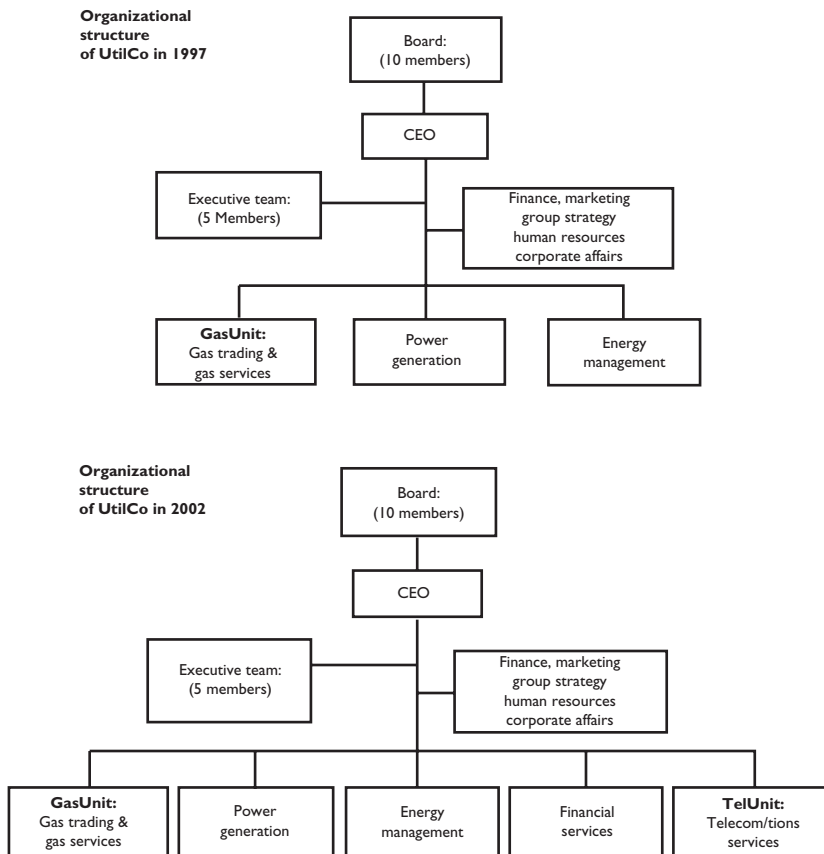 Organizational
structure
of UtilCo in 1997
Board:
(10 members)
CEO
Executive team:
(5 Members)
Finance, marketing
group strategy
human resources
corporate affairs
GasUnit:
Gas trading &
gas services
Power
generation
Energy
management
Organizational
structure
of UtilCo in 2002
Board:
(10 members)
CEO
Executive team:
(5 members)
Finance, marketing
group strategy
human resources
corporate affairs
GasUnit:
Gas trading &
gas services
Power
generation
Energy
management
Financial
services
TelUnit:
Telecom/tions
services